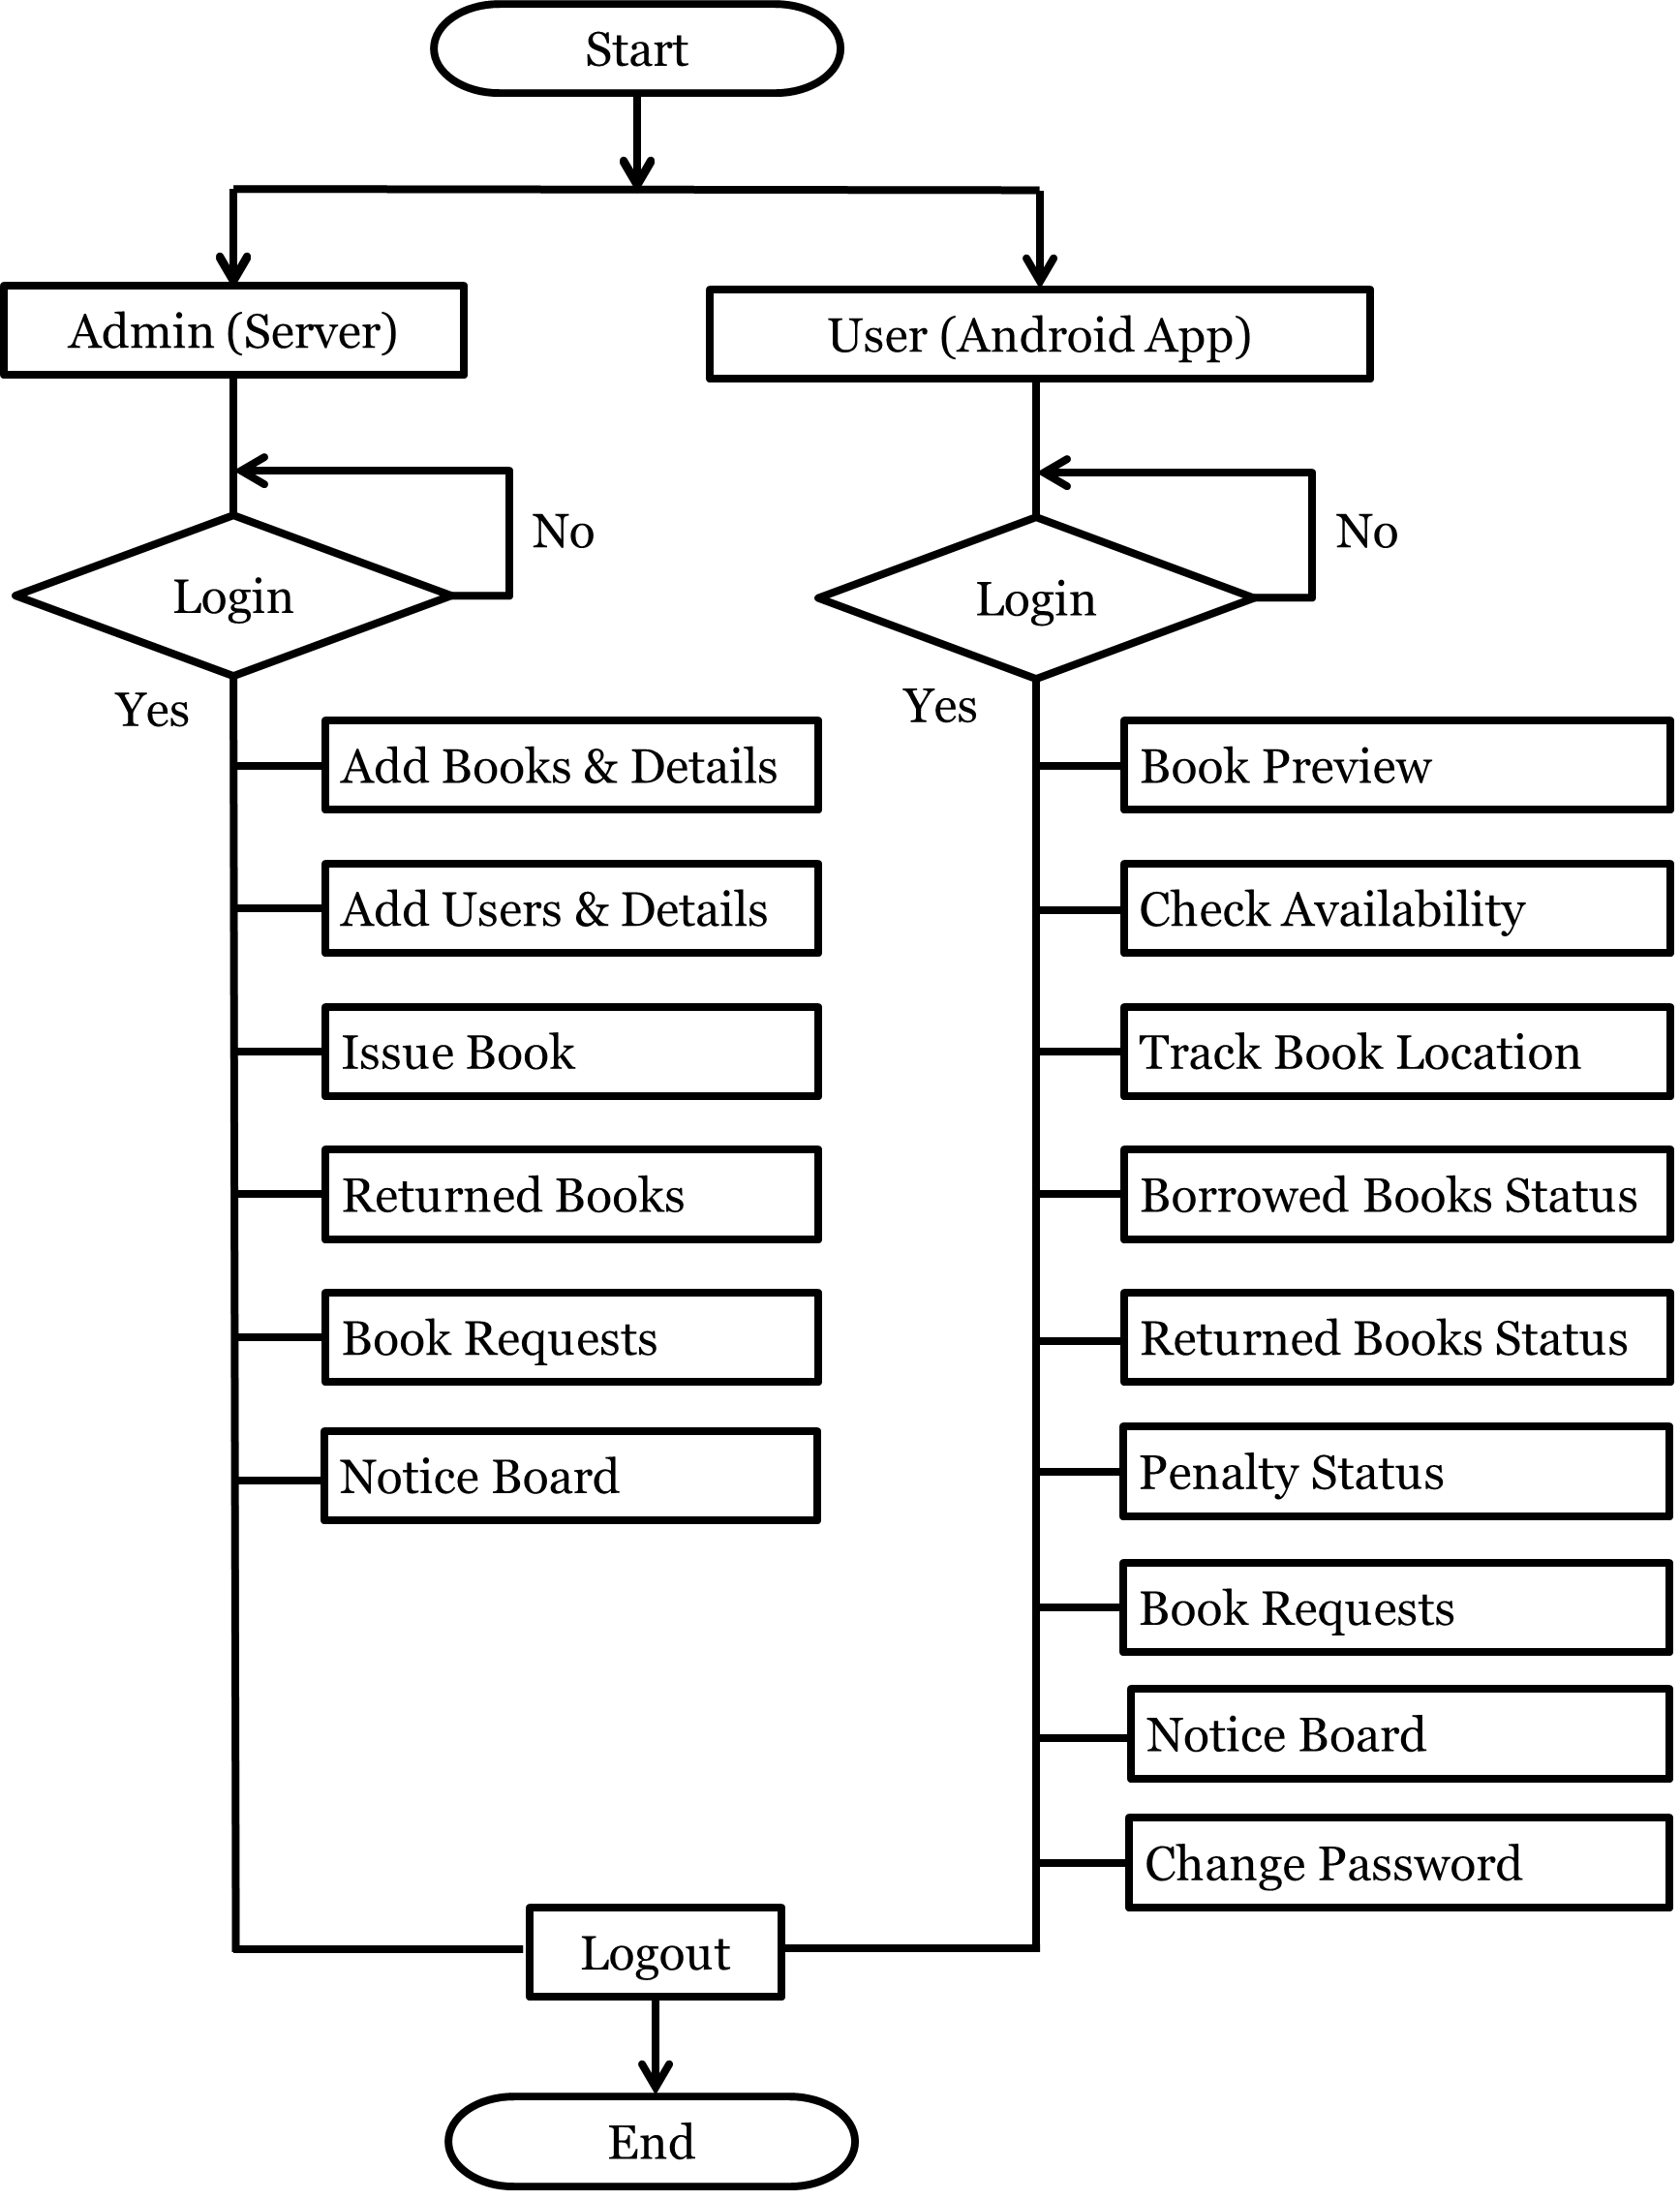 Start
Admin (Server)
User (Android App)
No
Login
Yes
No
Login
Yes
Add Books & Details
Add Users & Details
Issue Book
Returned Books
Book Requests
Notice Board
Book Preview
Check Availability
Track Book Location
Borrowed Books Status
Returned Books Status
Penalty Status
Book Requests
Notice Board
Change Password
Logout
End